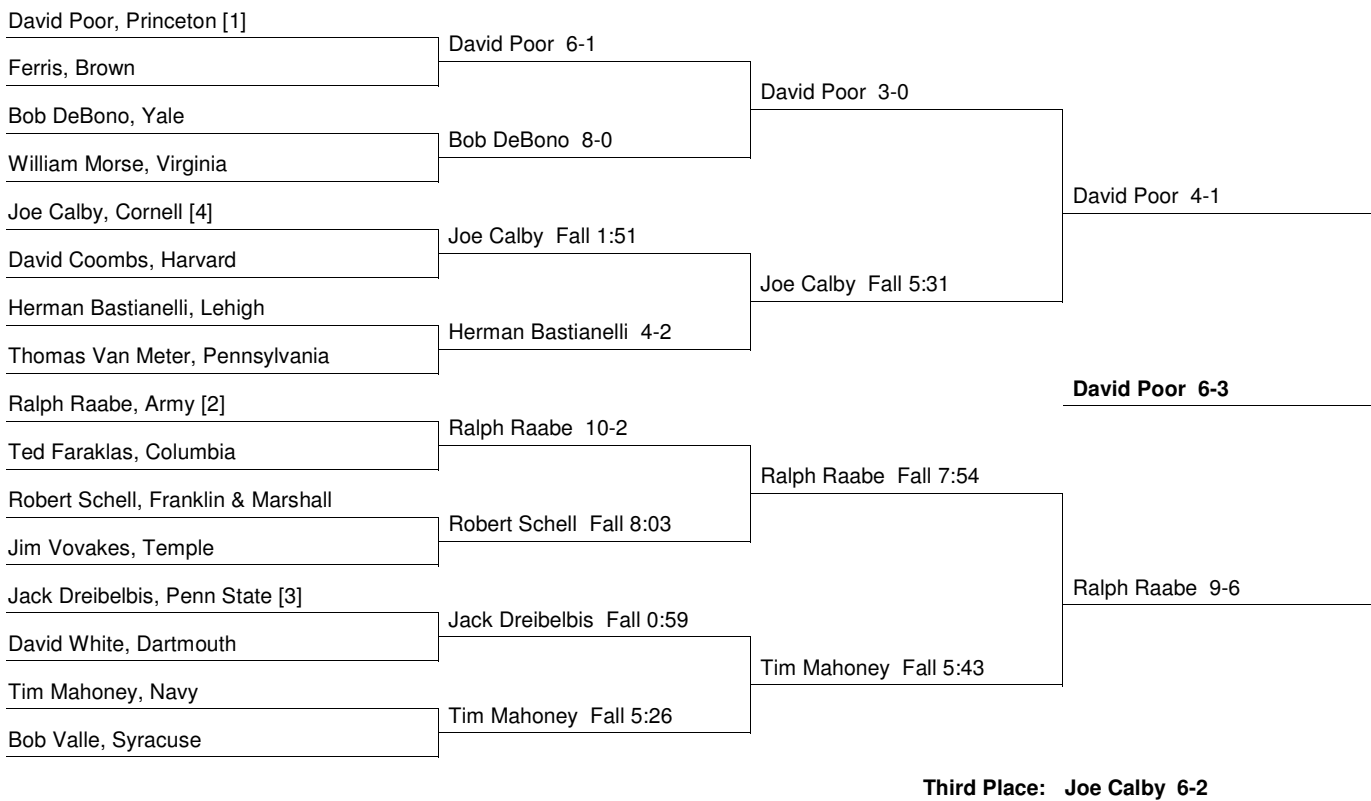 David Poor, Princeton [1]
Ferris, Brown
Bob DeBono, Yale
William Morse, Virginia
Joe Calby, Cornell [4]
David Coombs, Harvard
Herman Bastianelli, Lehigh
Thomas Van Meter, Pennsylvania
Ralph Raabe, Army [2]
Ted Faraklas, Columbia
Robert Schell, Franklin & Marshall
Jim Vovakes, Temple
Jack Dreibelbis, Penn State [3]
David White, Dartmouth
Tim Mahoney, Navy
Bob Valle, Syracuse
David Poor 6-1
Bob DeBono 8-0
Joe Calby Fall 1:51
Herman Bastianelli 4-2
Ralph Raabe 10-2
Robert Schell Fall 8:03
Jack Dreibelbis Fall 0:59
Tim Mahoney Fall 5:26
David Poor 3-0
Joe Calby Fall 5:31
Ralph Raabe Fall 7:54
Tim Mahoney Fall 5:43
David Poor 4-1
Ralph Raabe 9-6
David Poor 6-3
Third Place: Joe Calby 6-2